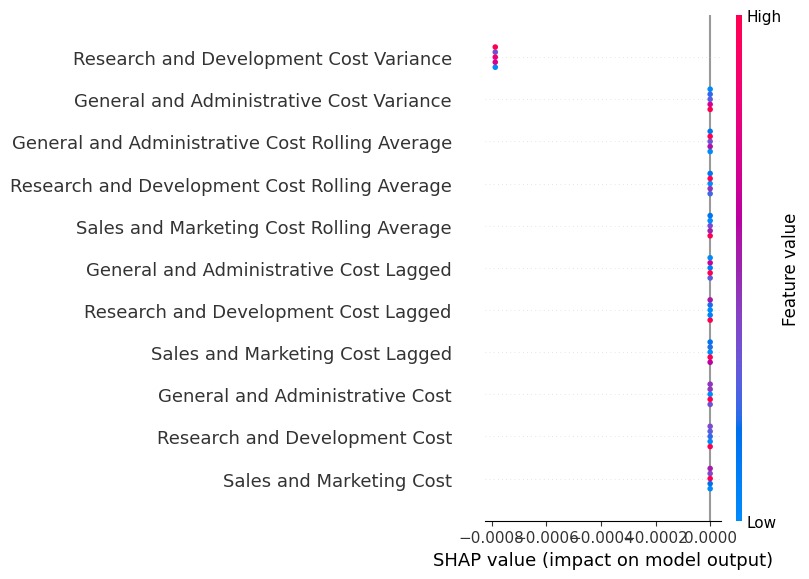 High
Research and Development Cost Variance
General and Administrative Cost Variance
General and Administrative Cost Rolling Average
Research and Development Cost Rolling Average
Sales and Marketing Cost Rolling Average
General and Administrative Cost Lagged
Research and Development Cost Lagged
Sales and Marketing Cost Lagged
General and Administrative Cost
Research and Development Cost
Sales and Marketing Cost
Feature value
Low
−0.0008 −0.0006 −0.0004 −0.0002 0.0000
SHAP value (impact on model output)